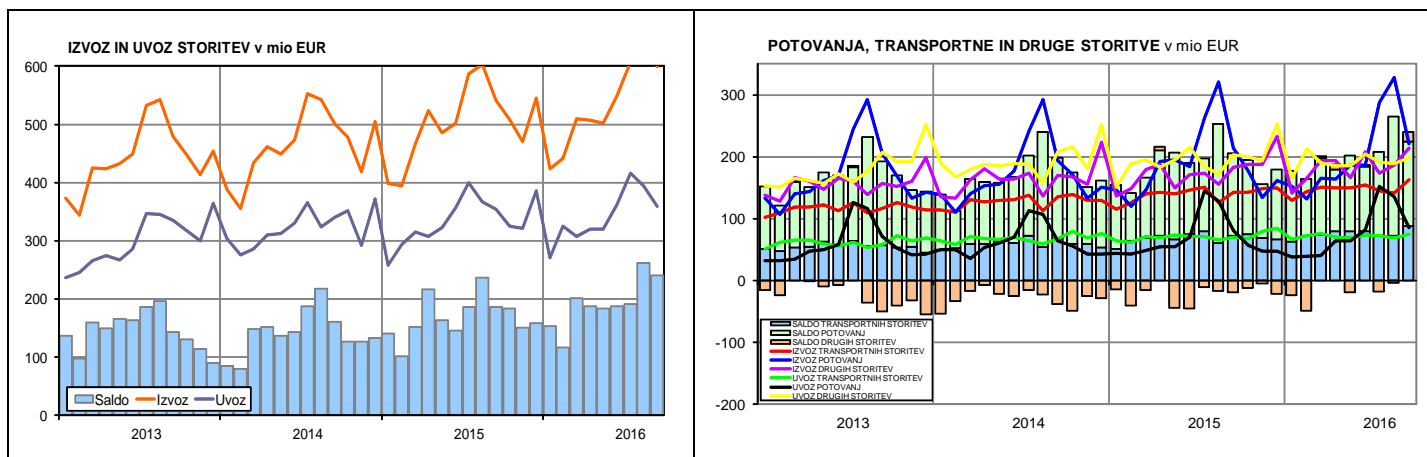 IZVOZ IN UVOZ STORITEV v mio EUR
600
500
400
300
200
100
0
Saldo
Izvoz
Uvoz
2013
2014
2015
2016
POTOVANJA, TRANSPORTNE IN DRUGE STORITVE v mio EUR
300
200
100
0
-100
-200
SALDO TRANSPORTNIH STORITEV
SALDO POTOVANJ
SALDO DRUGIH STORITEV
IZVOZ TRANSPORTNIH STORITEV
IZVOZ POTOVANJ
IZVOZ DRUGIH STORITEV
UVOZ TRANSPORTNIH STORITEV
UVOZ POTOVANJ
UVOZ DRUGIH STORITEV
2013
2014
2015
2016